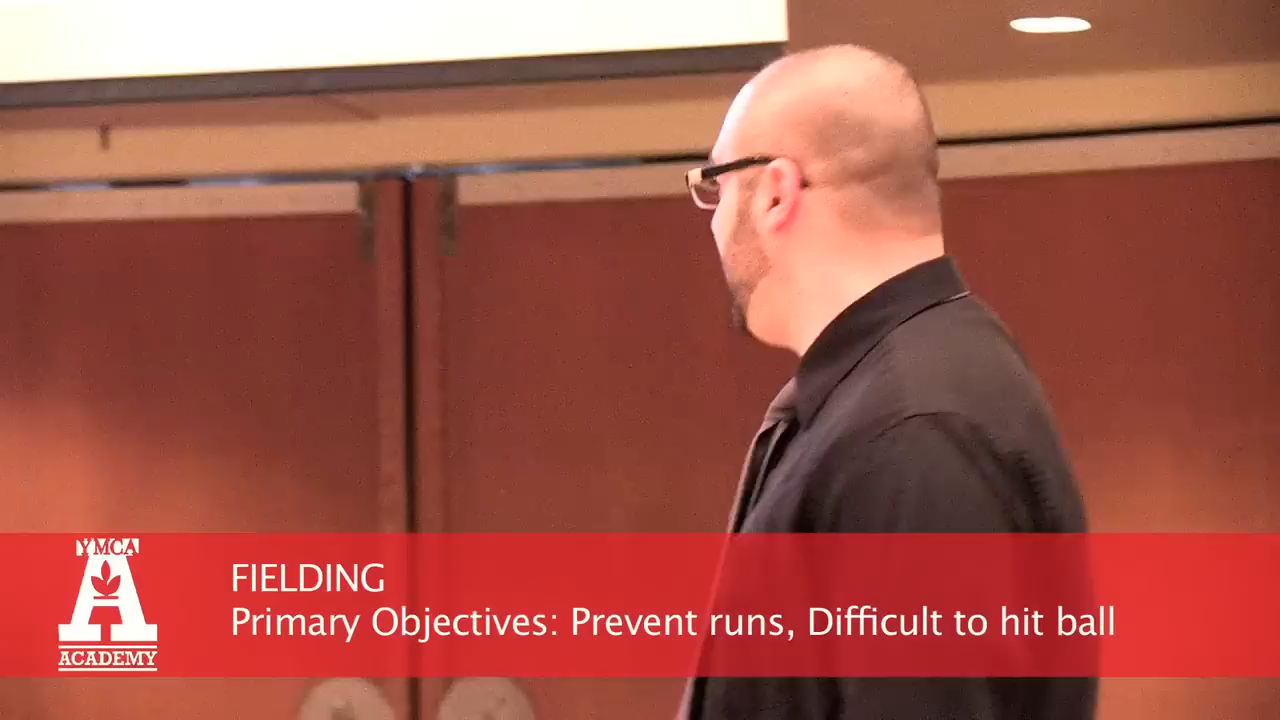 YMCA
ACADEMY
FIELDING
Primary Objectives: Prevent runs, Difficult to hit ball